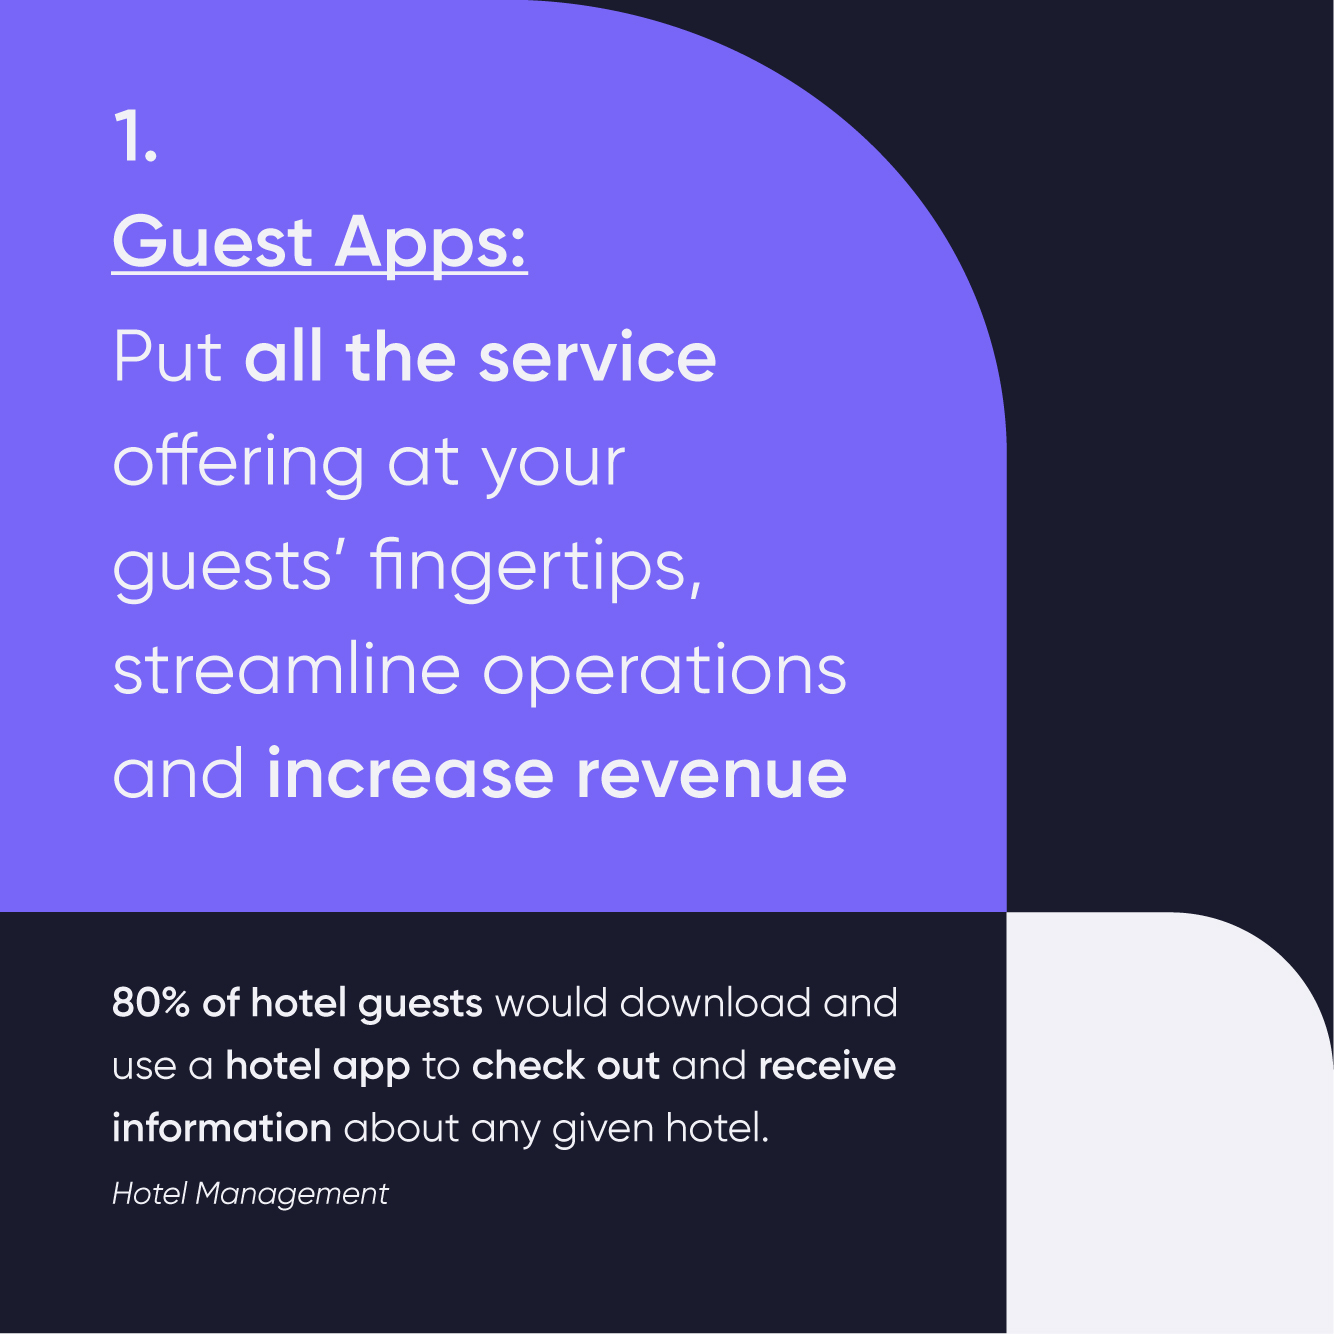 1.
Guest Apps:
Put all the service
offering at your
guests’ fingertips,
streamline operations
and increase revenue
80% of hotel guests would download and
use a hotel app to check out and receive
information about any given hotel.
Hotel Management